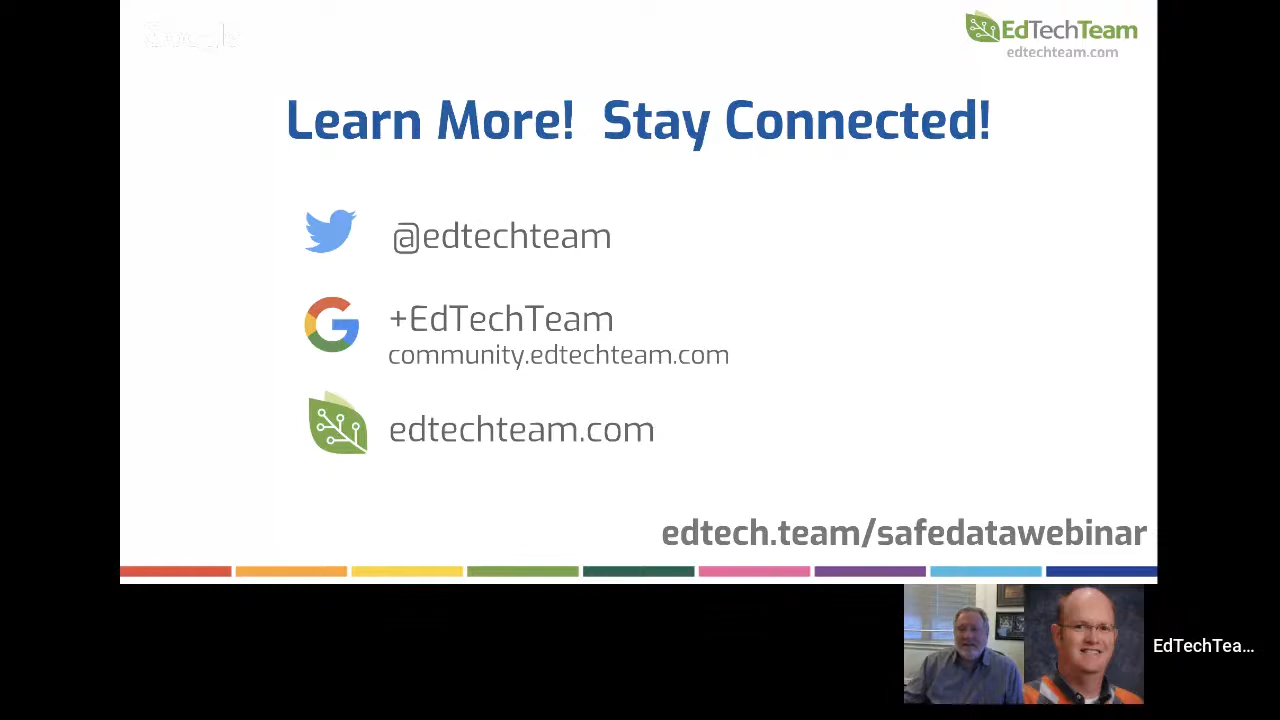 EdTechTeam
edtechteam.com
Learn More! Stay Connected!
@edtechteam
+EdTechTeam
community.edtechteam.com
edtechteam.com
edtech.team/safedatawebinar
EdTechTea...